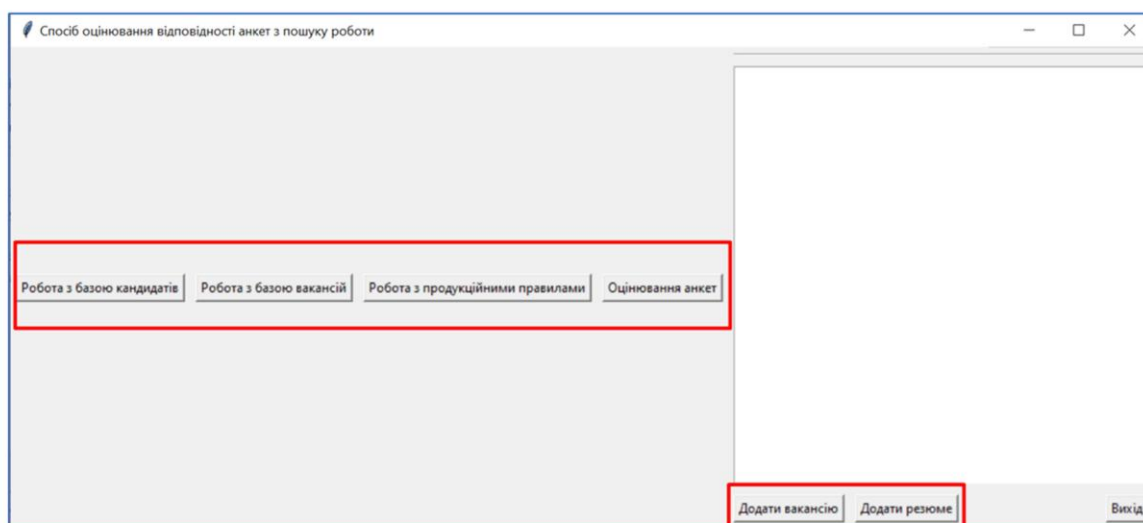 Спосіб оцінювання відповідності анкет з пошуку роботи
Робота з базою кандидатів Робота з базою вакансій Робота з продукційними правилами Оцінювання анкет
Додати вакансію Додати резюме Вихід